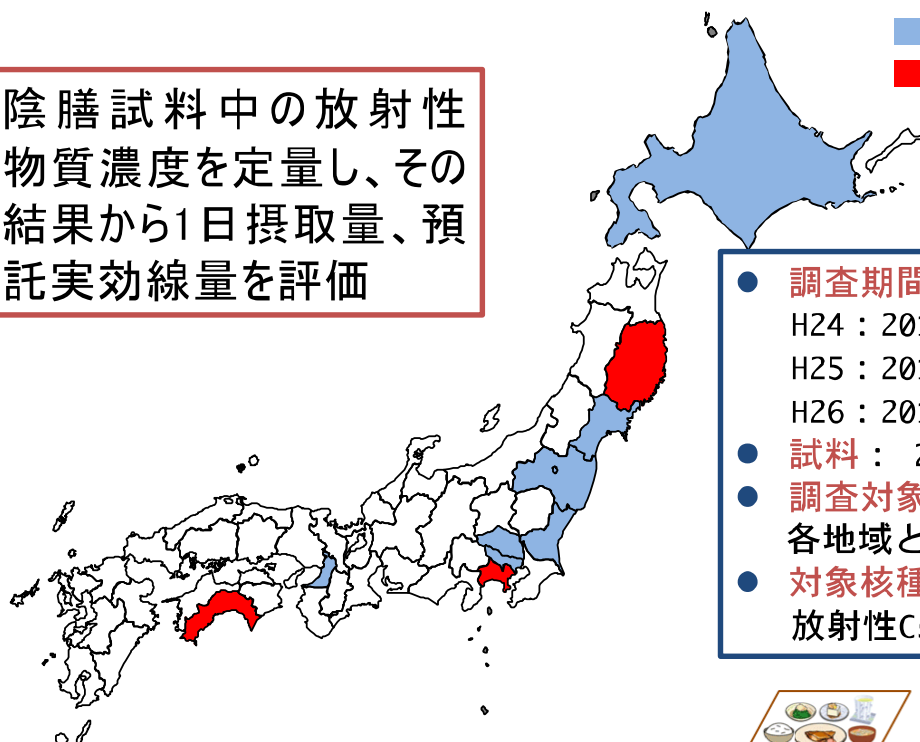 陰膳試料中の放射性
物質濃度を定量し、その
結果から1日摂取量、預
託実効線量を評価
● 調査期間
H24：20
H25：20
H26：20
● 試料：
● 調査対象
各地域と
● 対象核種
放射性C